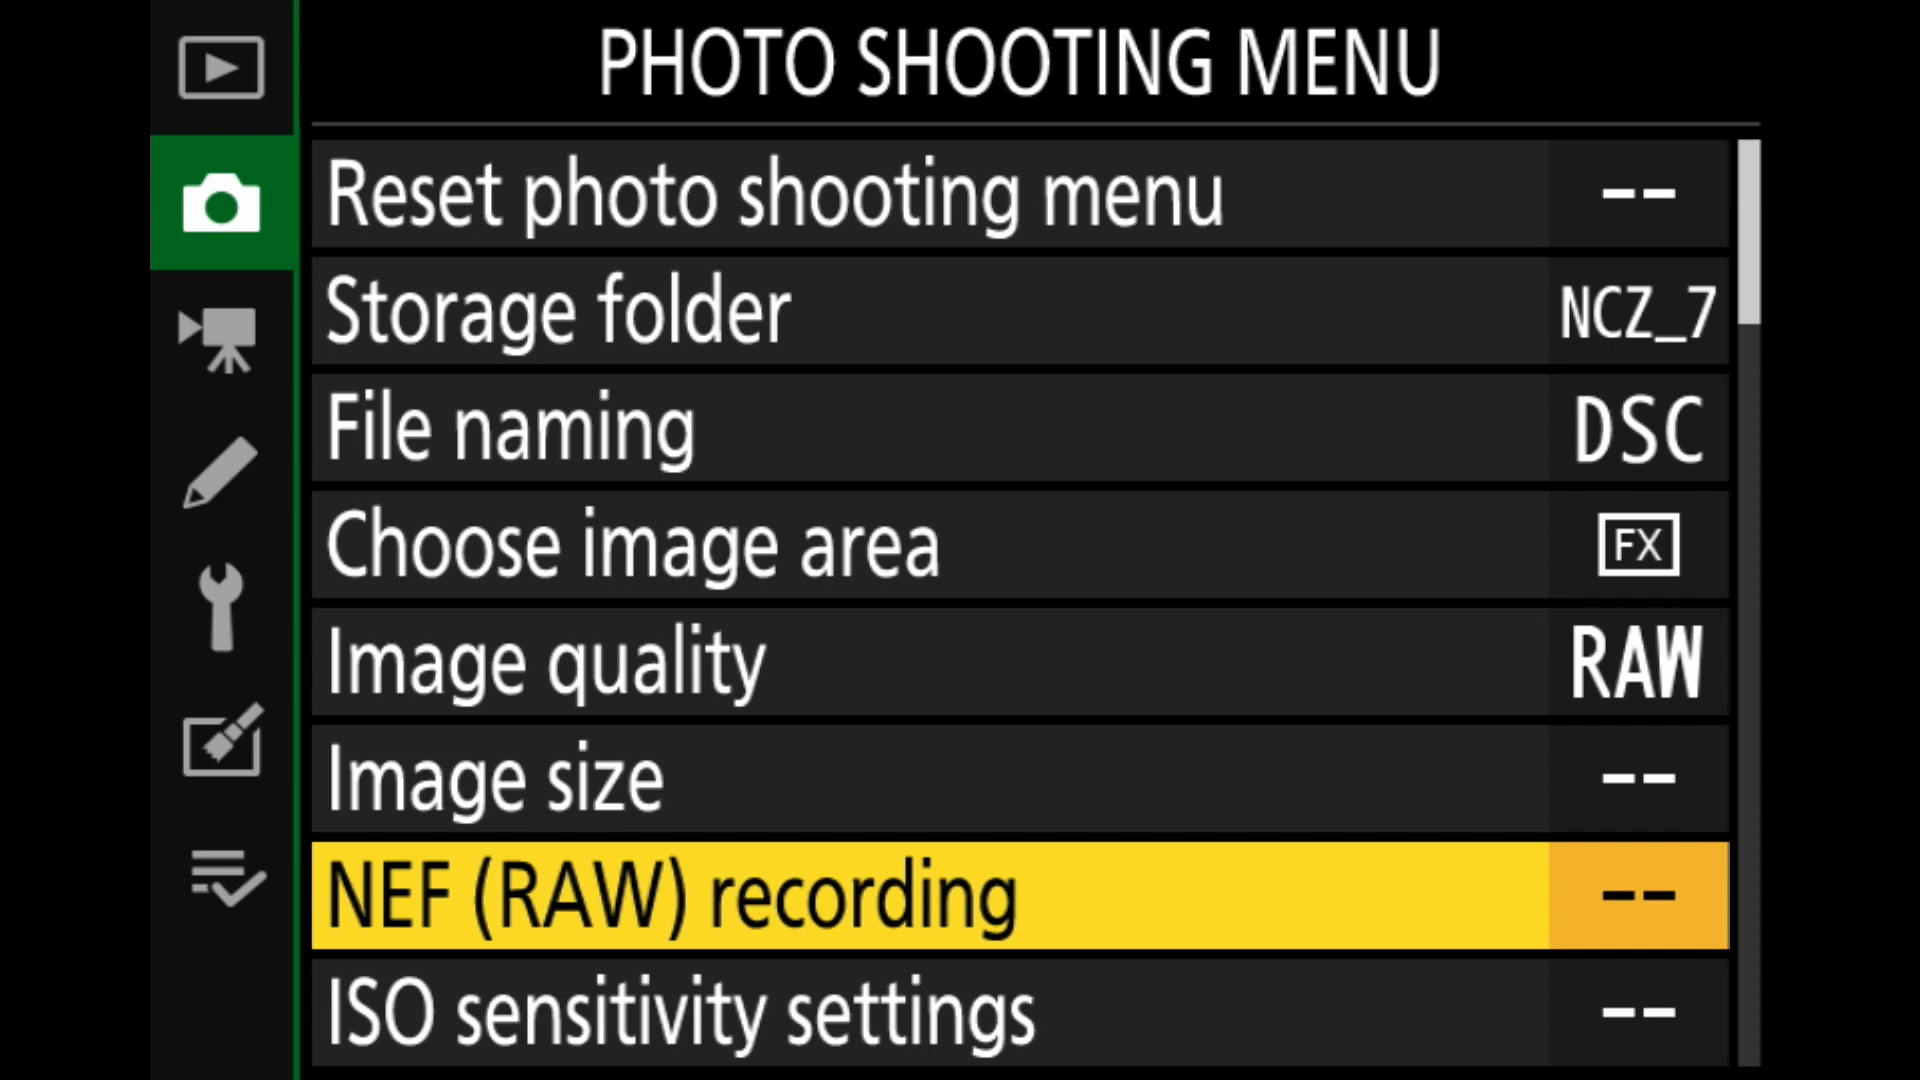 PHOTO SHOOTING MENU
Reset photo shooting menu --
Storage folder NCZ_7
File naming DSC
Choose image area FX
Image quality RAW
Image size --
NEF (RAW) recording --
ISO sensitivity settings --